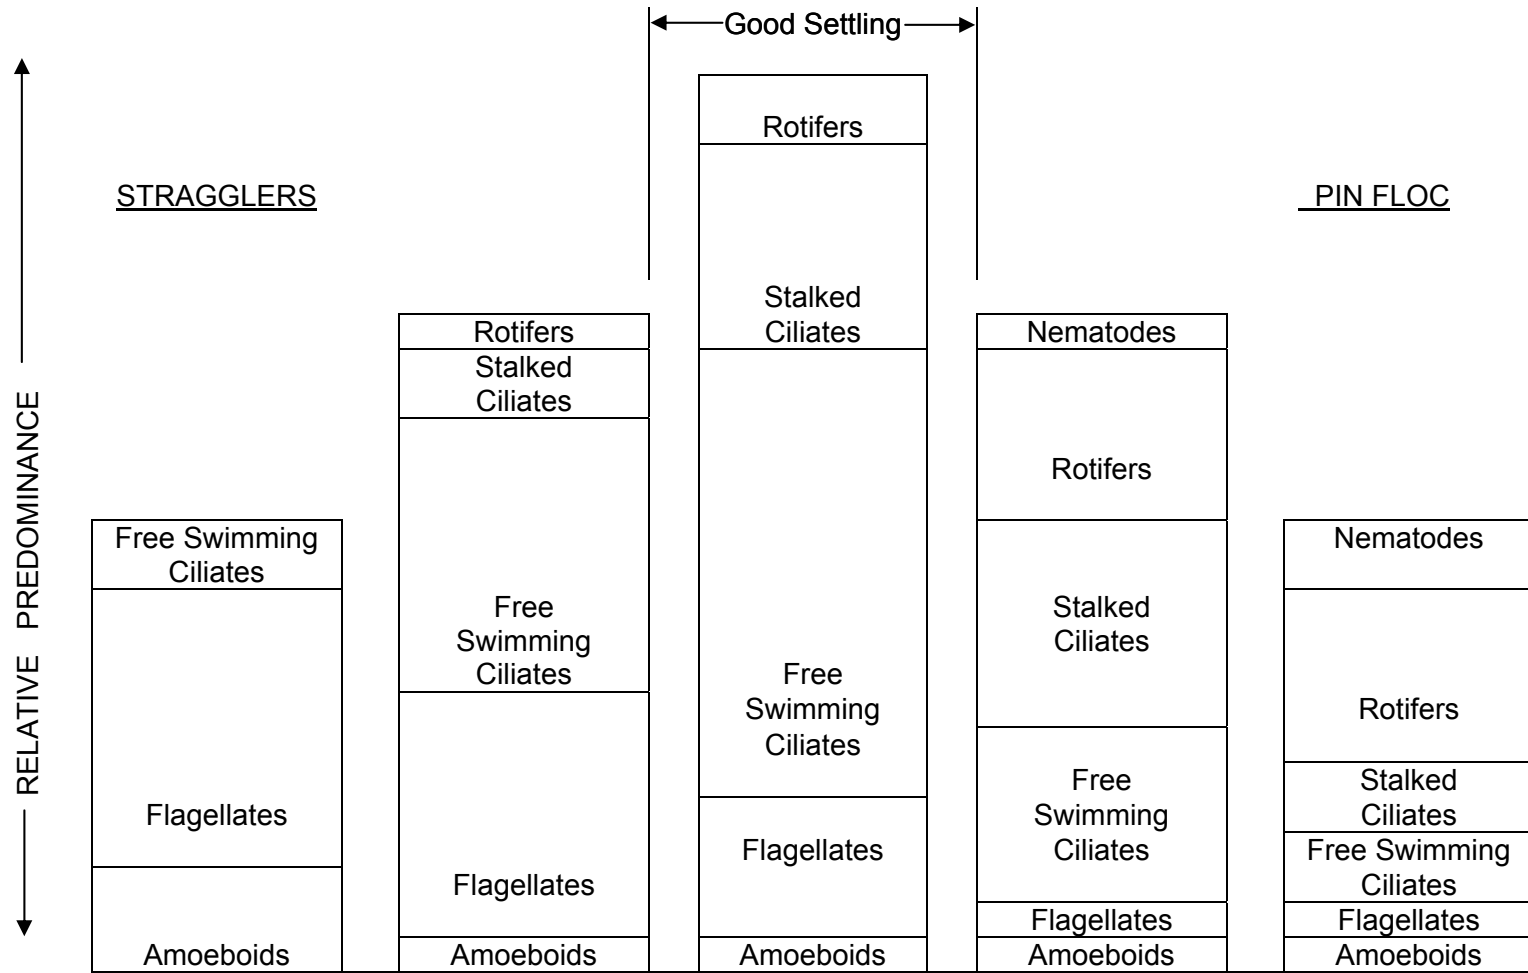 Good Settling
STRAGGLERS
PIN FLOC
RELATIVE PREDOMINANCE
Free Swimming
Ciliates
Flagellates
Amoeboids
Rotifers
Stalked
Ciliates
Free
Swimming
Ciliates
Flagellates
Amoeboids
Rotifers
Stalked
Ciliates
Free
Swimming
Ciliates
Flagellates
Amoeboids
Nematodes
Rotifers
Stalked
Ciliates
Free
Swimming
Ciliates
Flagellates
Amoeboids
Nematodes
Rotifers
Stalked
Ciliates
Free Swimming
Ciliates
Flagellates
Amoeboids